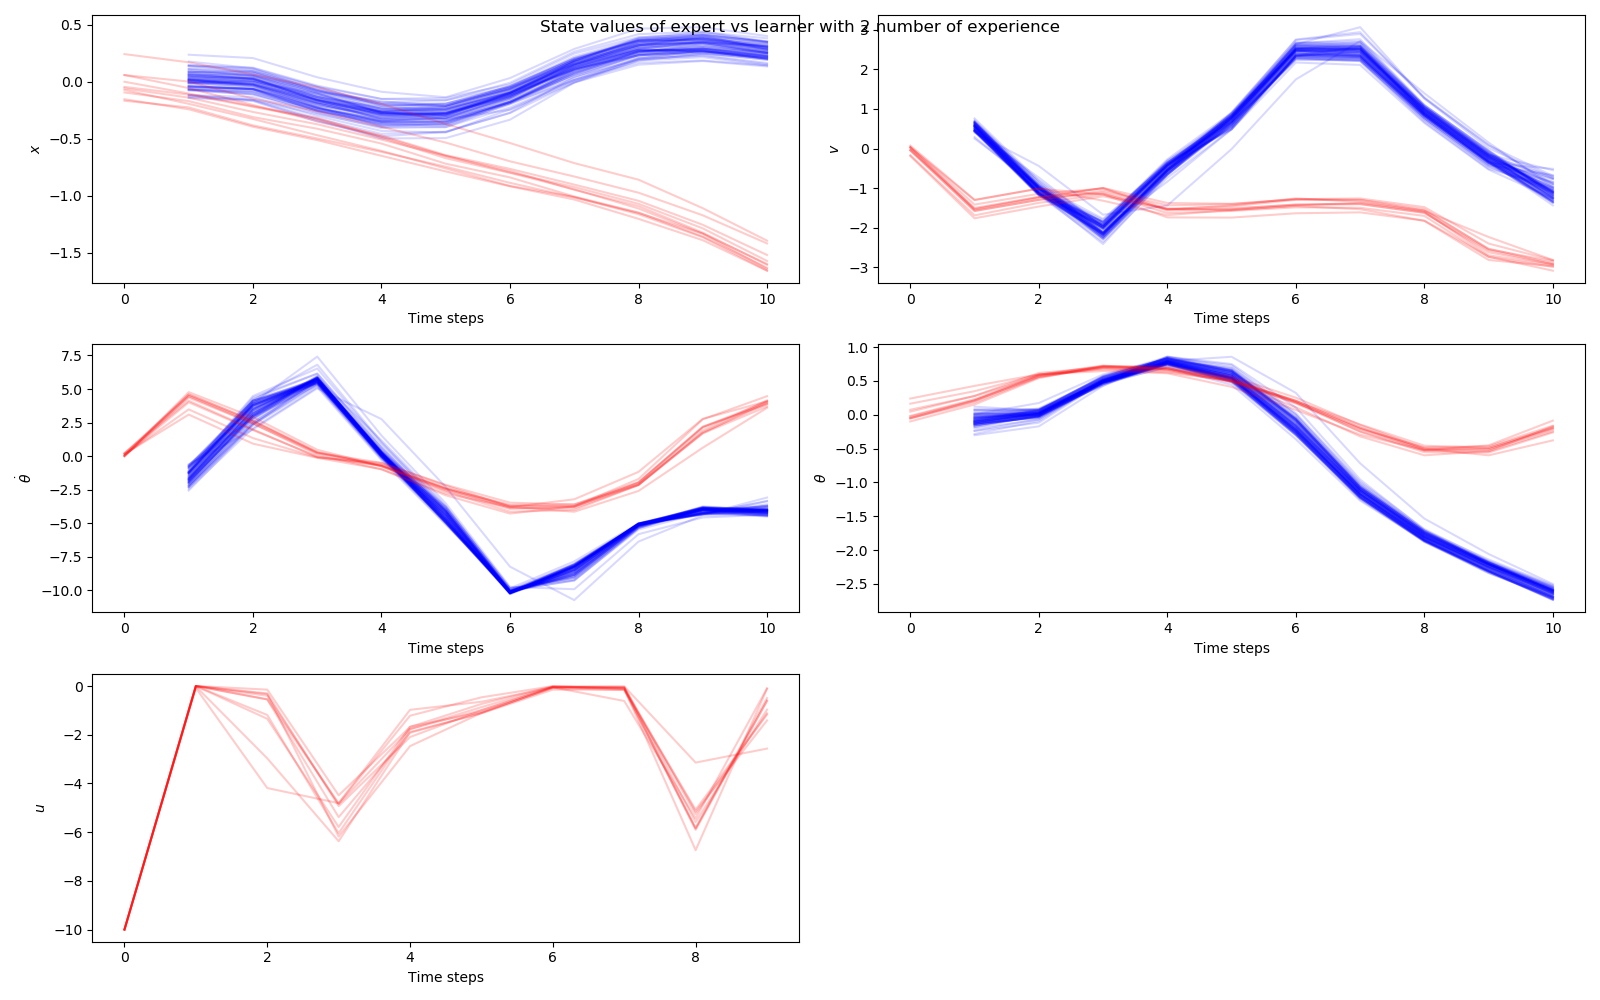 State values of expert vs learner with 2 number of experience
0.5
0.0
−0.5
−1.0
−1.5
x
0 2 4 6 8 10
Time steps
3
2
1
0
−1
−2
−3
v
0 2 4 6 8 10
Time steps
7.5
5.0
2.5
0.0
−2.5
−5.0
−7.5
−10.0
θ̇
0 2 4 6 8 10
Time steps
1.0
0.5
0.0
−0.5
−1.0
−1.5
−2.0
−2.5
θ
0 2 4 6 8 10
Time steps
0
−2
−4
−6
−8
−10
u
0 2 4 6 8
Time steps